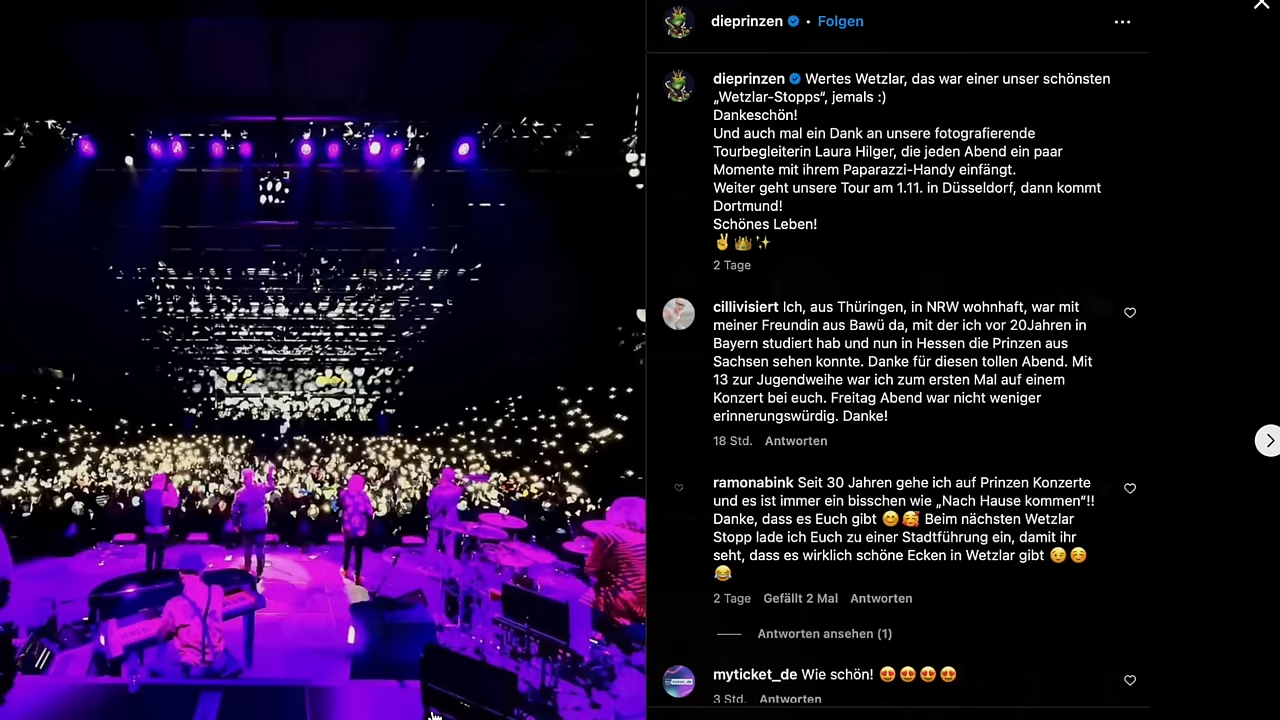 dieprinzen • Folgen
dieprinzen Wertes Wetzlar, das war einer unser schönsten
„Wetzlar-Stopps“, jemals :)
Dankeschön!
Und auch mal ein Dank an unsere fotografierende
Tourbegleiterin Laura Hilger, die jeden Abend ein paar
Momente mit ihrem Paparazzi-Handy einfängt.
Weiter geht unsere Tour am 1.11. in Düsseldorf, dann kommt
Dortmund!
Schönes Leben!
✌️👑✨
2 Tage
cillivisiert Ich, aus Thüringen, in NRW wohnhaft, war mit
meiner Freundin aus Bawü da, mit der ich vor 20Jahren in
Bayern studiert hab und nun in Hessen die Prinzen aus
Sachsen sehen konnte. Danke für diesen tollen Abend. Mit
13 zur Jugendweihe war ich zum ersten Mal auf einem
Konzert bei euch. Freitag Abend war nicht weniger
erinnerungswürdig. Danke!
18 Std. Antworten
ramonabink Seit 30 Jahren gehe ich auf Prinzen Konzerte
und es ist immer ein bisschen wie „Nach Hause kommen“!!
Danke, dass es Euch gibt 😊🥰 Beim nächsten Wetzlar
Stopp lade ich Euch zu einer Stadtführung ein, damit ihr
seht, dass es wirklich schöne Ecken in Wetzlar gibt 😉☺️
😂
2 Tage Gefällt 2 Mal Antworten
Antworten ansehen (1)
myticket_de Wie schön! 😍😍😍😍
3 Std. Antworten